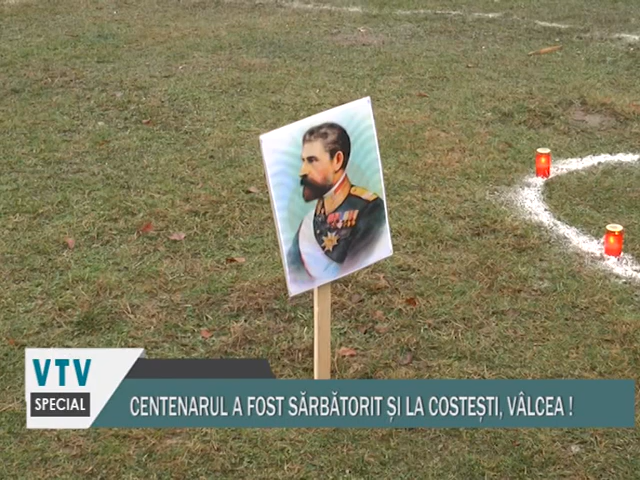 VTV
SPECIAL
CENTENARUL A FOST SĂRBĂTORIT ȘI LA COSTEȘTI, VÂLCEA !